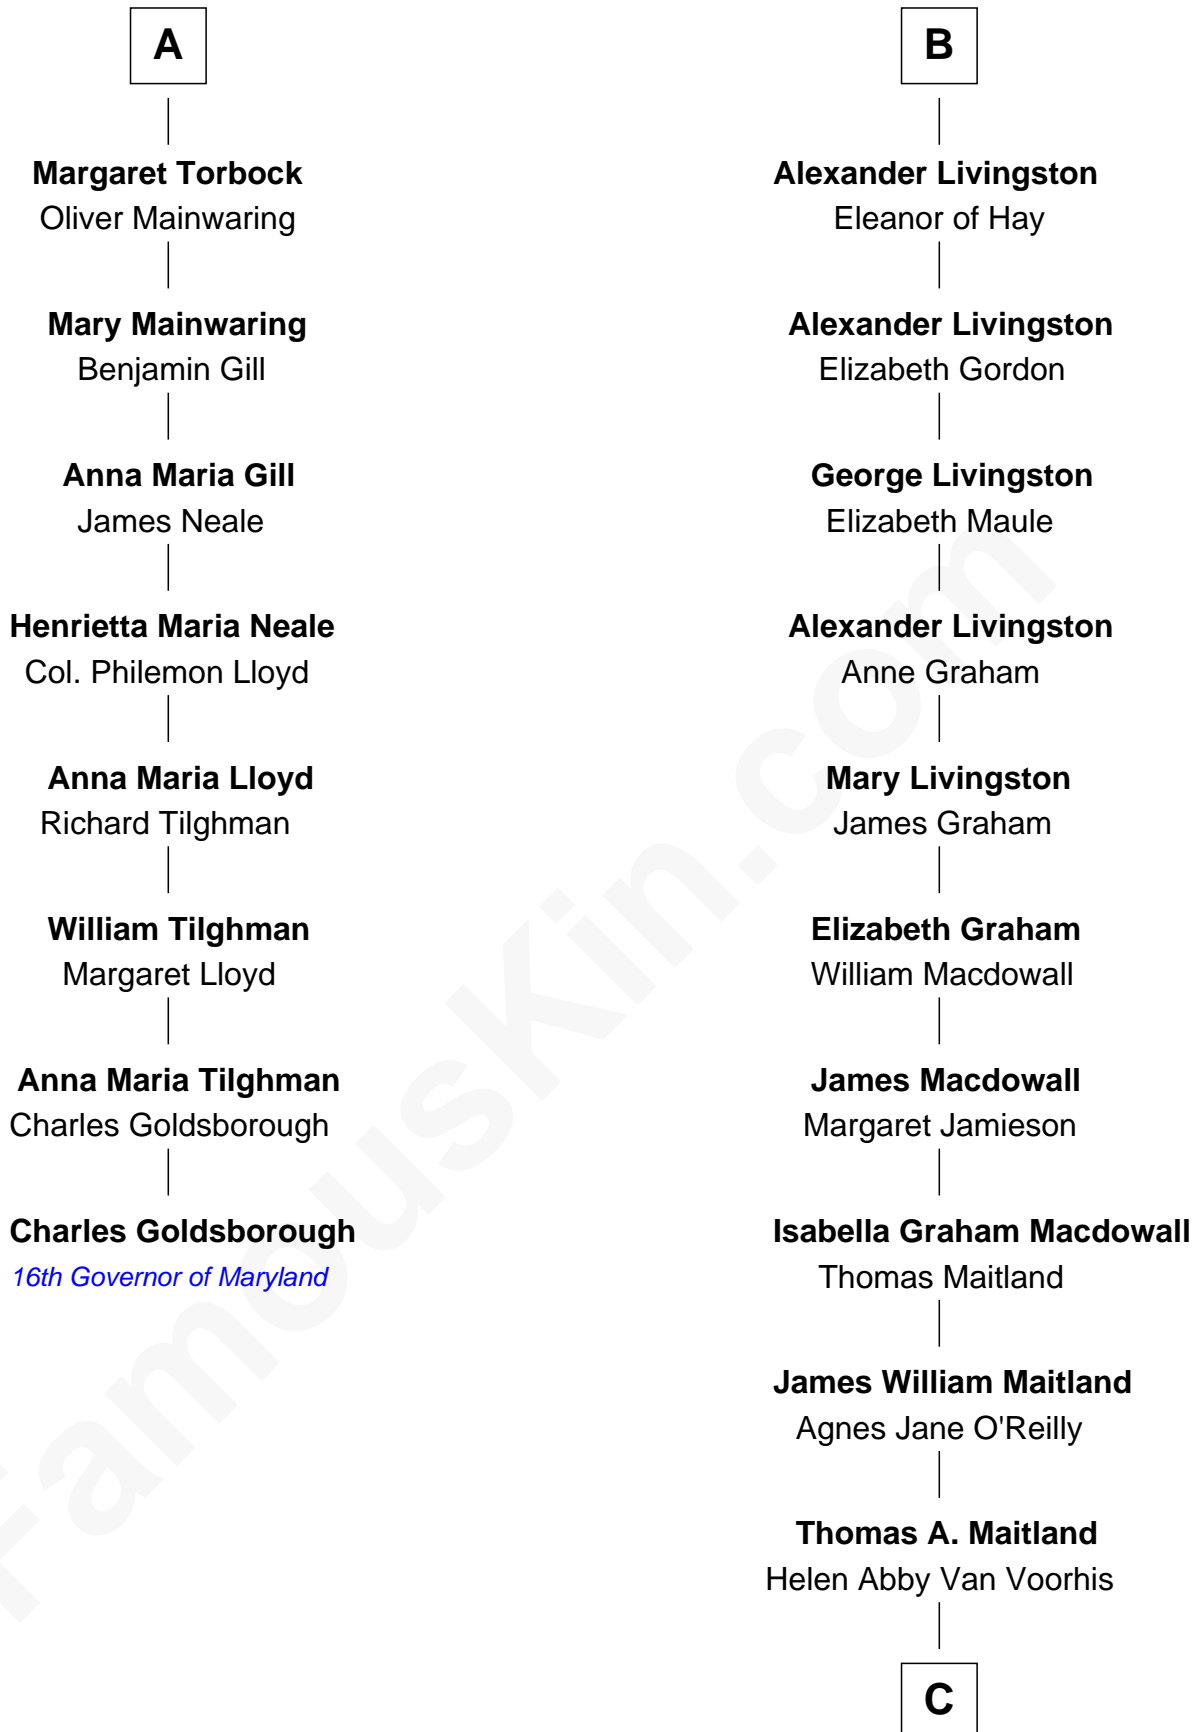 A
Margaret Torbock
Oliver Mainwaring
Mary Mainwaring
Benjamin Gill
Anna Maria Gill
James Neale
Henrietta Maria Neale
Col. Philemon Lloyd
Anna Maria Lloyd
Richard Tilghman
William Tilghman
Margaret Lloyd
Anna Maria Tilghman
Charles Goldsborough
Charles Goldsborough
16th Governor of Maryland
B
Alexander Livingston
Eleanor of Hay
Alexander Livingston
Elizabeth Gordon
George Livingston
Elizabeth Maule
Alexander Livingston
Anne Graham
Mary Livingston
James Graham
Elizabeth Graham
William Macdowall
James Macdowall
Margaret Jamieson
Isabella Graham Macdowall
Thomas Maitland
James William Maitland
Agnes Jane O'Reilly
Thomas A. Maitland
Helen Abby Van Voorhis
C
FamousKin.com